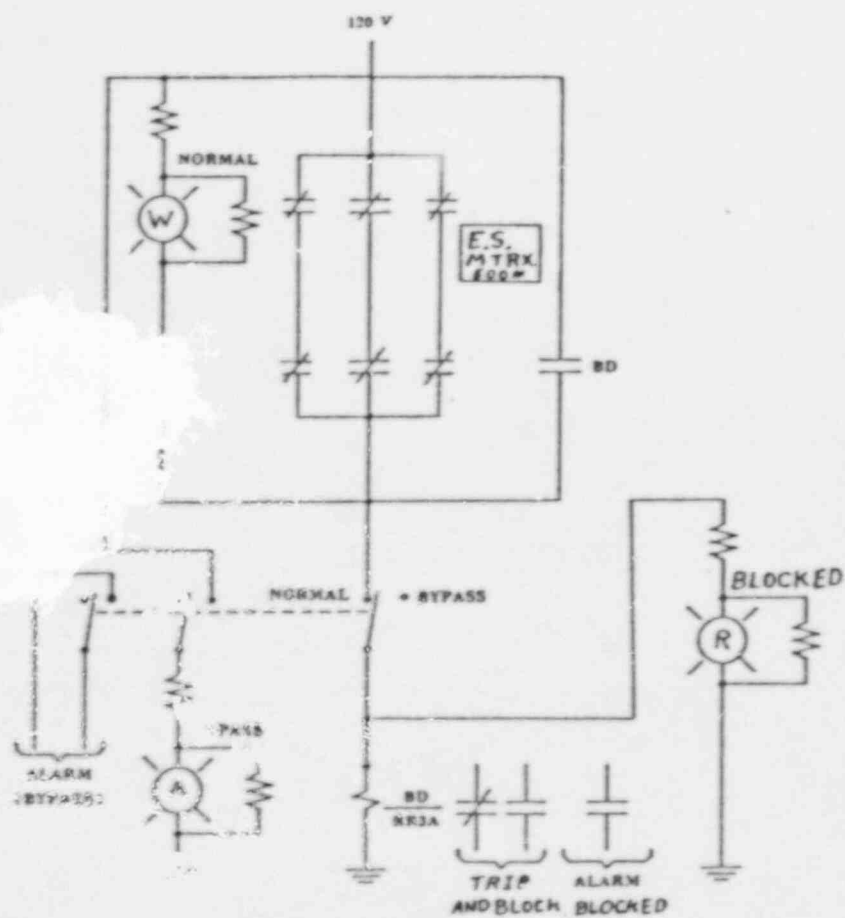 120 V
NORMAL
W
E.S.
MTRX.
BD
NORMAL
BYPASS
BLOCKED
R
ALARM
A
BD
TRIP
AND BLOCK
ALARM
BLOCKED